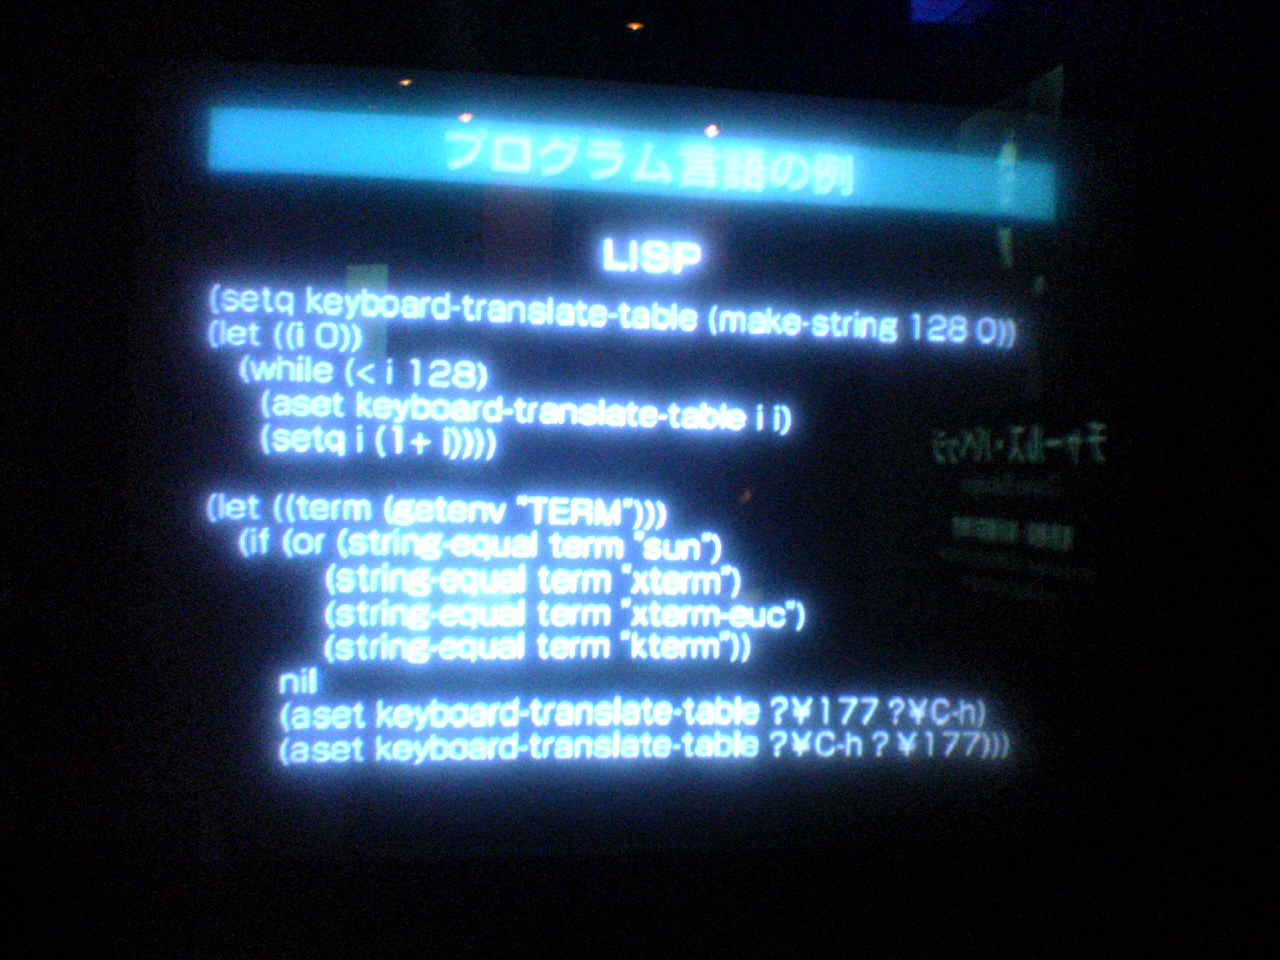 プログラム言語の例
LISP
(setq keyboard-translate-table (make-string 128 0))
(let ((i 0))
(while (< i 128)
(aset keyboard-translate-table i i)
(setq i (1+ i))))
(let ((term (getenv "TERM")))
(if (or (string-equal term "sun")
(string-equal term "xterm")
(string-equal term "xterm-euc")
(string-equal term "kterm"))
nil
(aset keyboard-translate-table ?¥177 ?¥C-h)
(aset keyboard-translate-table ?¥C-h ?¥177)))